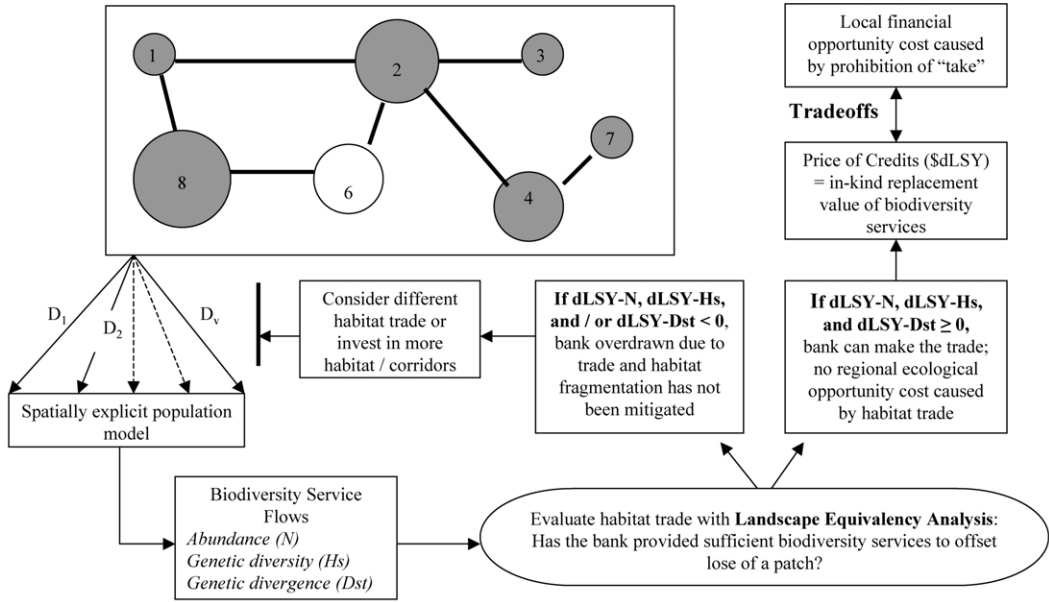 1
2
3
7
8
6
4
Local financial
opportunity cost caused
by prohibition of “take”
Tradeoffs
Price of Credits ($dLSY)
= in-kind replacement
value of biodiversity
services
D1
D2
Dv
Consider different
habitat trade or
invest in more
habitat / corridors
If dLSY-N, dLSY-Hs,
and / or dLSY-Dst < 0,
bank overdrawn due to
trade and habitat
fragmentation has not
been mitigated
If dLSY-N, dLSY-Hs,
and dLSY-Dst ≥ 0,
bank can make the trade;
no regional ecological
opportunity cost caused
by habitat trade
Spatially explicit population
model
Biodiversity Service
Flows
Abundance (N)
Genetic diversity (Hs)
Genetic divergence (Dst)
Evaluate habitat trade with Landscape Equivalency Analysis:
Has the bank provided sufficient biodiversity services to offset
lose of a patch?